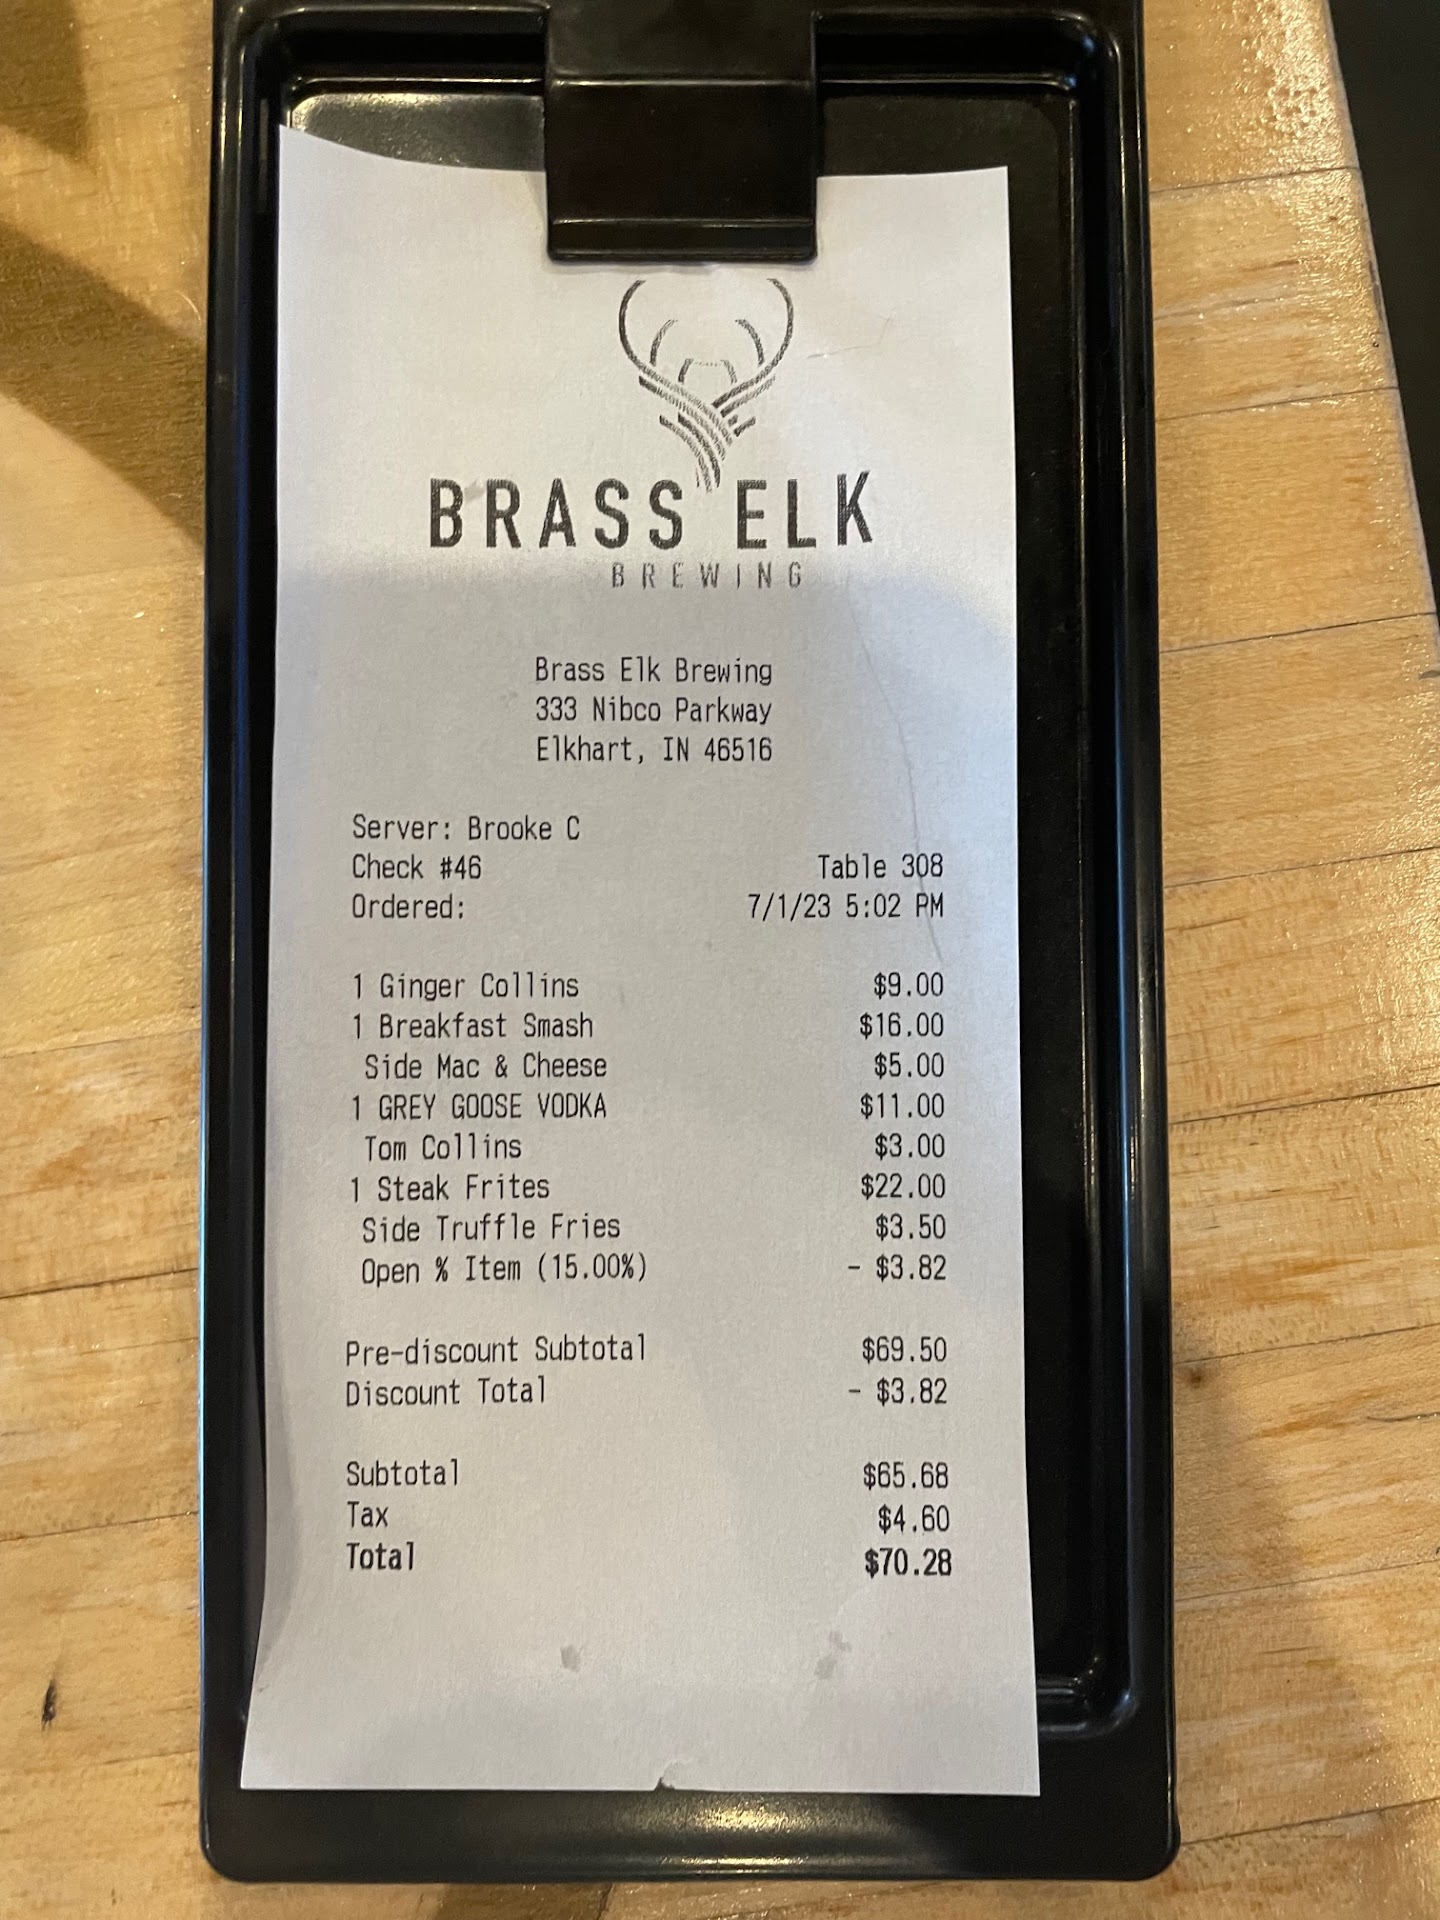 BRASS ELK
BREWING
Brass Elk Brewing
333 Nibco Parkway
Elkhart, IN 46516
Server: Brooke C
Check #46 Table 308
Ordered: 7/1/23 5:02 PM
1 Ginger Collins $9.00
1 Breakfast Smash $16.00
Side Mac & Cheese $5.00
1 GREY GOOSE VODKA $11.00
Tom Collins $3.00
1 Steak Frites $22.00
Side Truffle Fries $3.50
Open % Item (15.00%) - $3.82
Pre-discount Subtotal $69.50
Discount Total - $3.82
Subtotal $65.68
Tax $4.60
Total $70.28